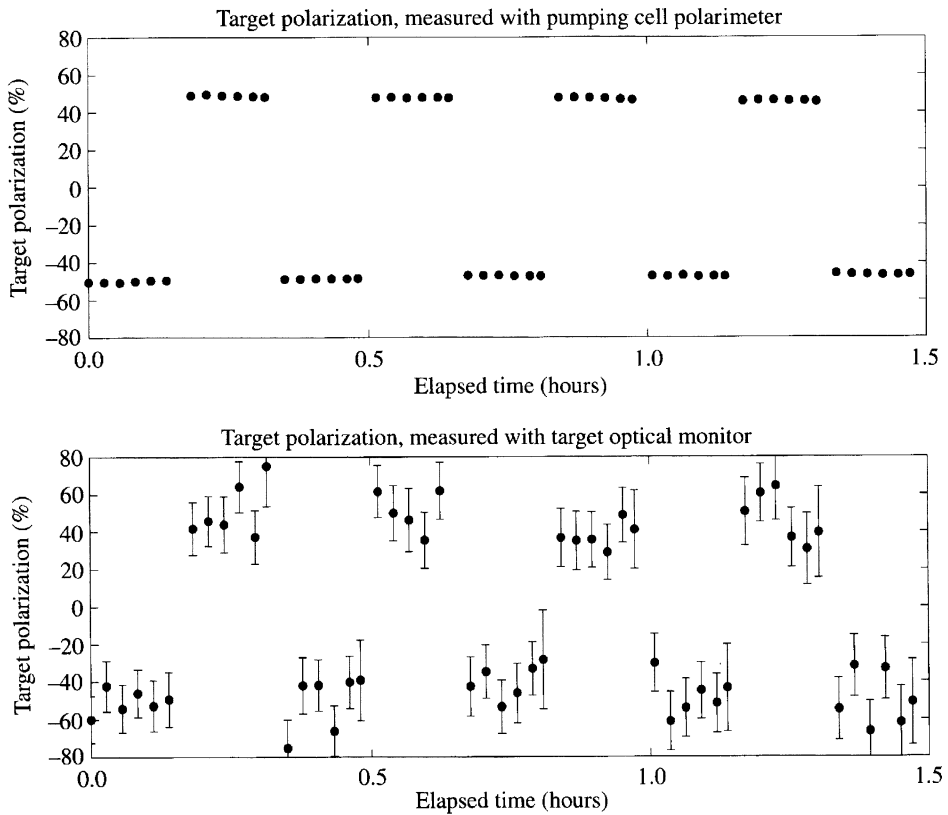 Target polarization, measured with pumping cell polarimeter
80
60
40
20
0
−20
−40
−60
−80
Target polarization (%)
0.0 0.5 1.0 1.5
Elapsed time (hours)
Target polarization, measured with target optical monitor
80
60
40
20
0
−20
−40
−60
−80
Target polarization (%)
0.0 0.5 1.0 1.5
Elapsed time (hours)